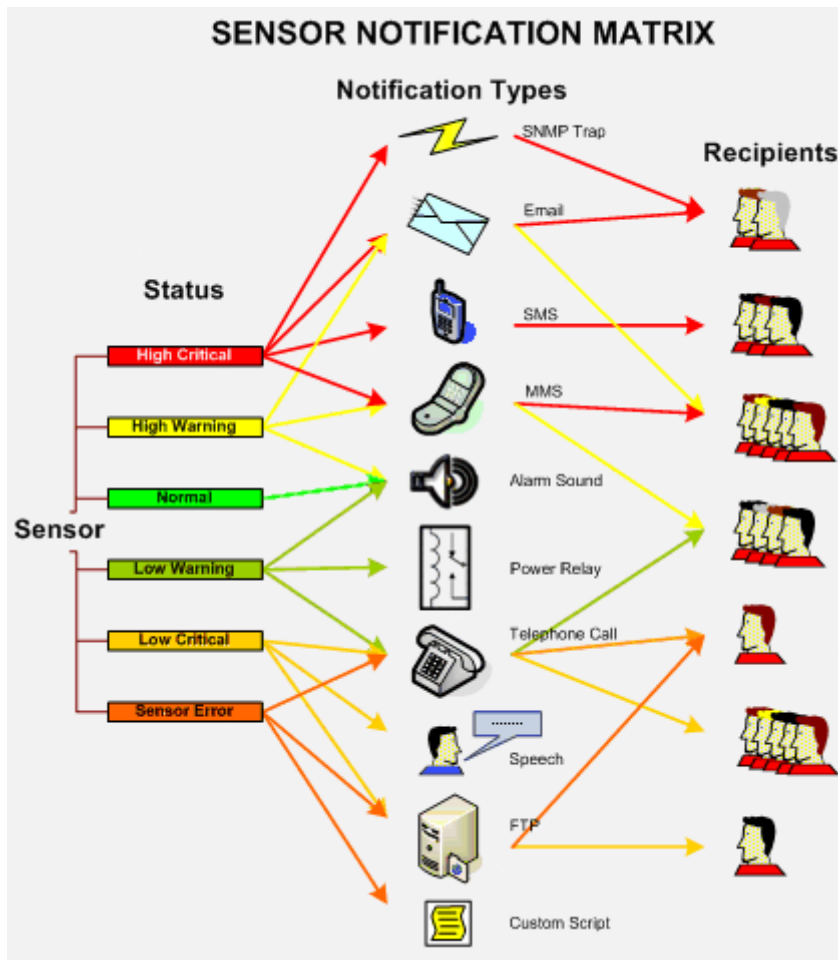 SENSOR NOTIFICATION MATRIX
Notification Types
SNMP Trap
Recipients
Email
Status
SMS
High Critical
MMS
High Warning
Alarm Sound
Normal
Sensor
Low Warning
Power Relay
Telephone Call
Low Critical
Sensor Error
........
Speech
FTP
Custom Script